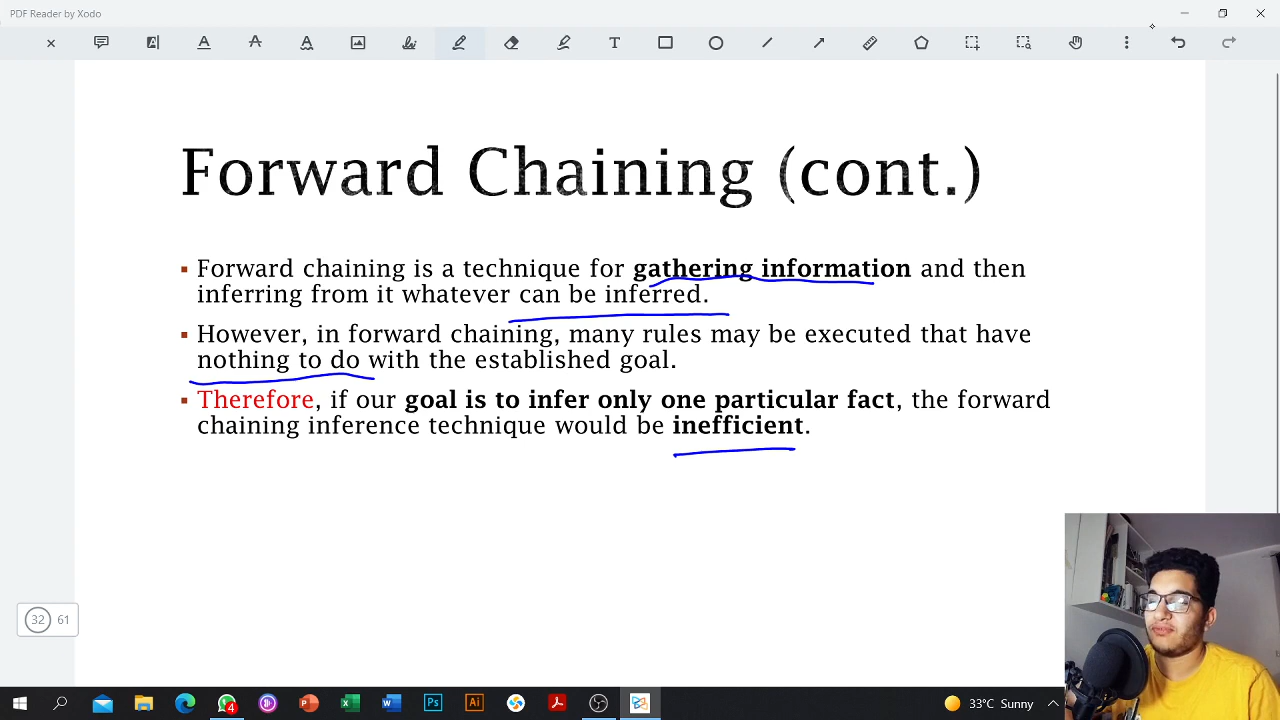 PDF Reader by Xodo
Forward Chaining (cont.)
▪ Forward chaining is a technique for gathering information and then
inferring from it whatever can be inferred.
▪ However, in forward chaining, many rules may be executed that have
nothing to do with the established goal.
▪ Therefore, if our goal is to infer only one particular fact, the forward
chaining inference technique would be inefficient.
32 61
33°C Sunny